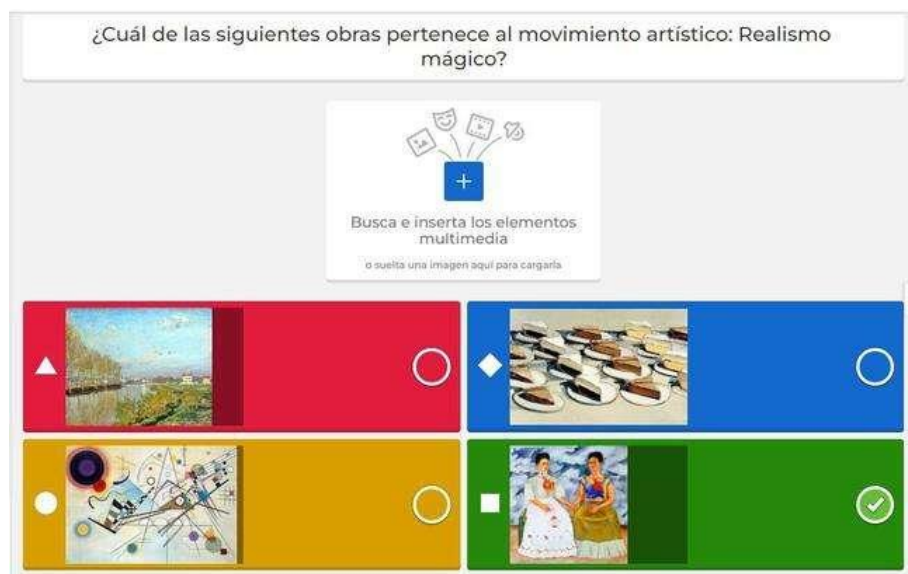 ¿Cuál de las siguientes obras pertenece al movimiento artístico: Realismo
mágico?
Busca e inserta los elementos
multimedia
o suelta una imagen aquí para cargarla